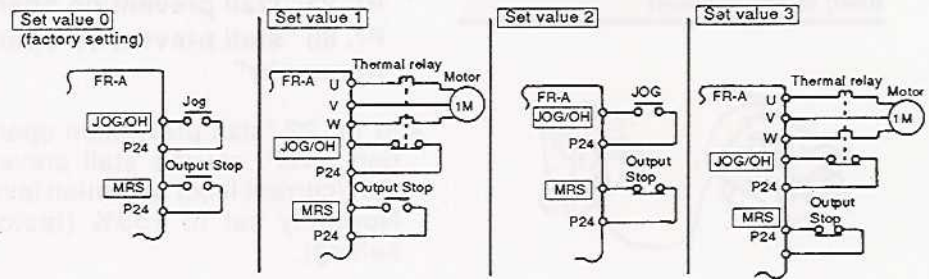 Set value 0
(factory setting)
FR-A
JOG/OH
Jog
P24
Output Stop
MRS
P24
Set value 1
FR-A
Thermal relay
Motor
U
V
1M
W
JOG/OH
P24
Output Stop
MRS
P24
Set value 2
FR-A
JOG
JOG/OH
P24
Output
Stop
MRS
P24
Set value 3
FR-A
Thermal relay
Motor
U
V
1M
W
JOG/OH
P24
MRS
Output
Stop
P24